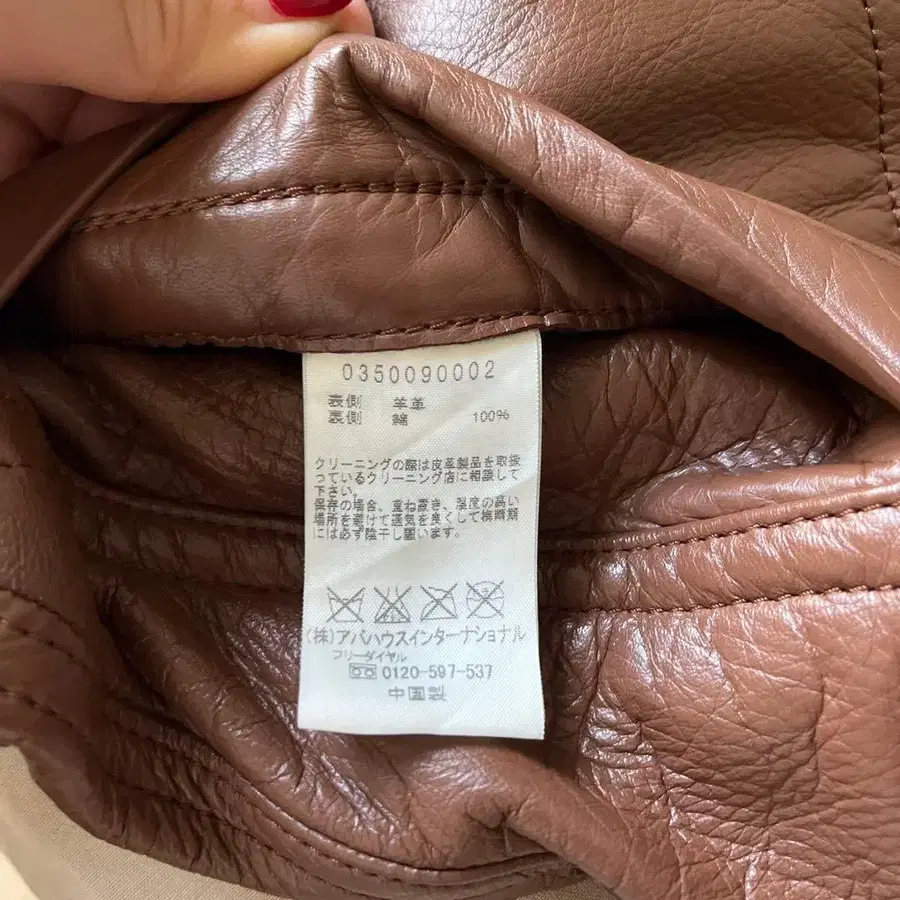 0350090002
表側 羊革
裏側 綿 100%
クリーニングの際は皮革製品を取扱
っているクリーニング店に相談して
下さい。
保存の場合、重ね置き、湿度の高い
場所を避けて通気を良くして梅雨期
には必ず陰干し願います。
(株)アバハウスインターナショナル
フリーダイヤル
0120-597-537
中国製